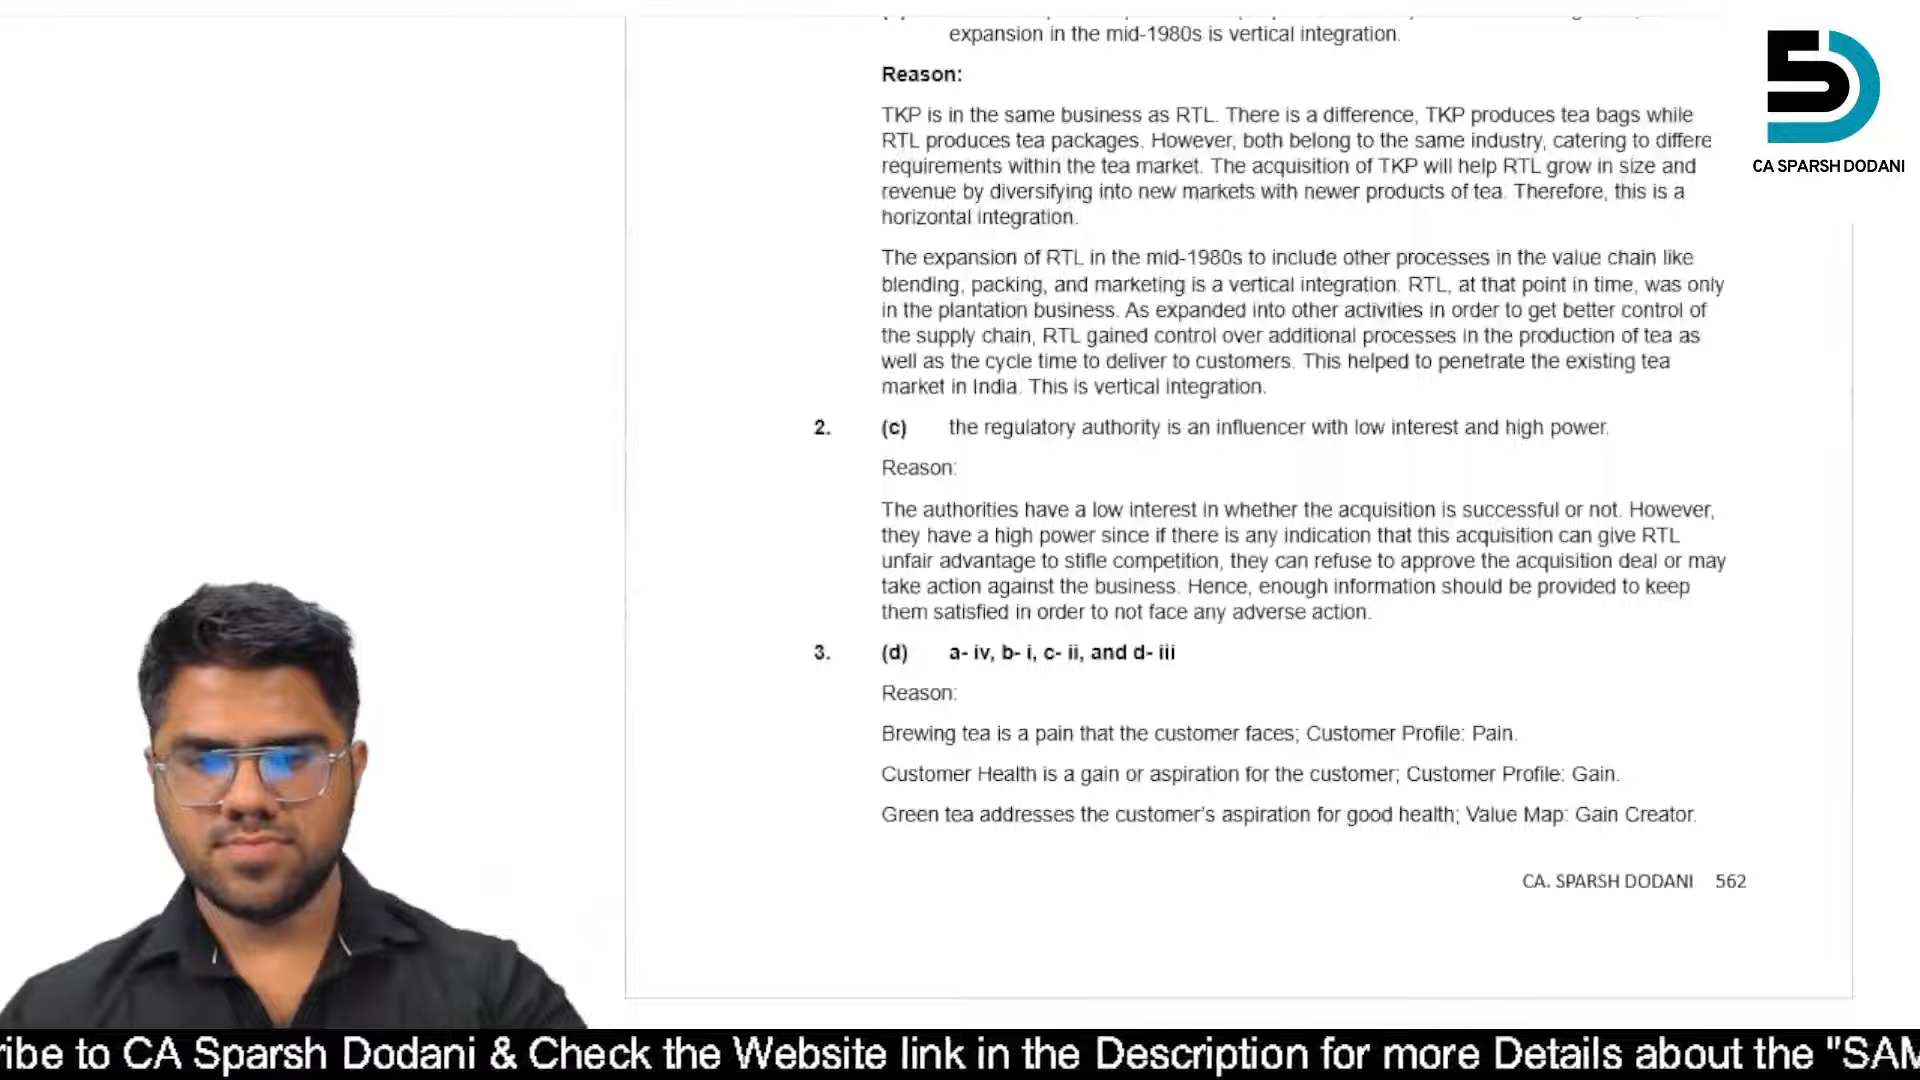 expansion in the mid-1980s is vertical integration.
Reason:
TKP is in the same business as RTL. There is a difference, TKP produces tea bags while
RTL produces tea packages. However, both belong to the same industry, catering to differe
requirements within the tea market. The acquisition of TKP will help RTL grow in size and
revenue by diversifying into new markets with newer products of tea. Therefore, this is a
horizontal integration.
The expansion of RTL in the mid-1980s to include other processes in the value chain like
blending, packing, and marketing is a vertical integration. RTL, at that point in time, was only
in the plantation business. As expanded into other activities in order to get better control of
the supply chain, RTL gained control over additional processes in the production of tea as
well as the cycle time to deliver to customers. This helped to penetrate the existing tea
market in India. This is vertical integration.
2. (c) the regulatory authority is an influencer with low interest and high power.
Reason:
The authorities have a low interest in whether the acquisition is successful or not. However,
they have a high power since if there is any indication that this acquisition can give RTL
unfair advantage to stifle competition, they can refuse to approve the acquisition deal or may
take action against the business. Hence, enough information should be provided to keep
them satisfied in order to not face any adverse action.
3. (d) a- iv, b- i, c- ii, and d- iii
Reason:
Brewing tea is a pain that the customer faces; Customer Profile: Pain.
Customer Health is a gain or aspiration for the customer; Customer Profile: Gain.
Green tea addresses the customer's aspiration for good health; Value Map: Gain Creator.
CA. SPARSH DODANI 562
5D
CA SPARSH DODANI
ribe to CA Sparsh Dodani & Check the Website link in the Description for more Details about the "SAM